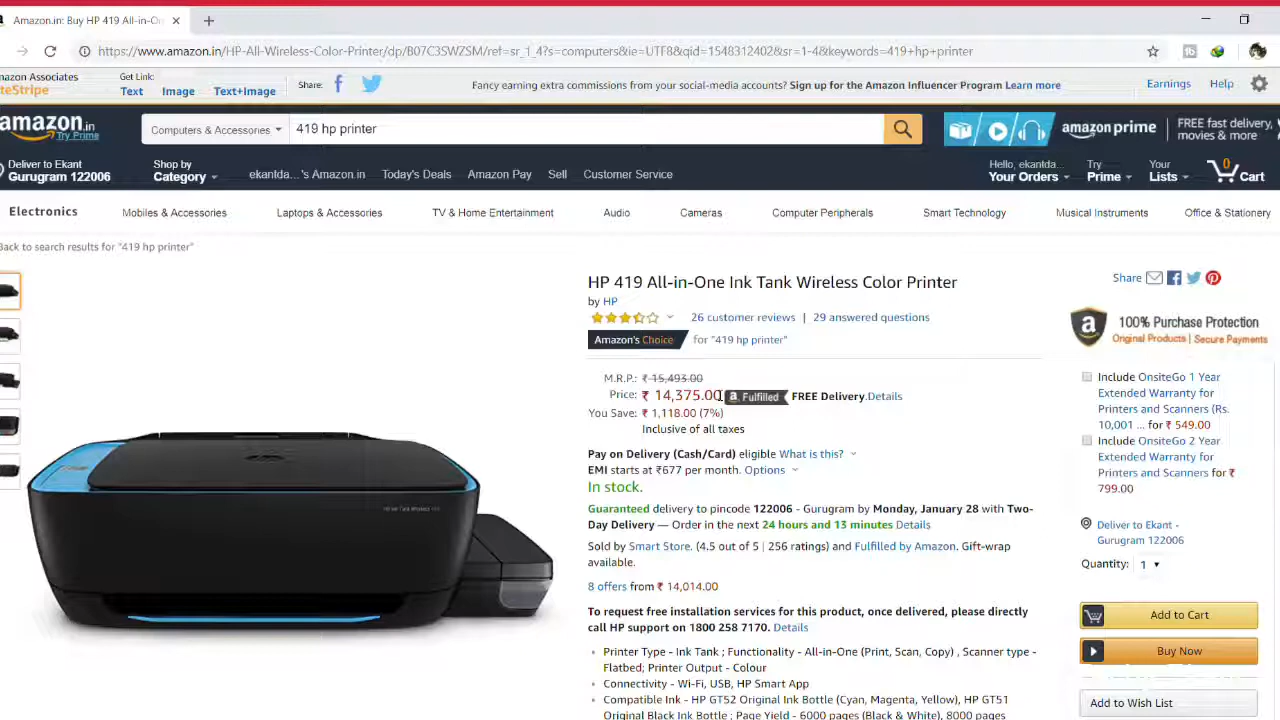 Amazon.in: Buy HP 419 All-in-On
https://www.amazon.in/HP-All-Wireless-Color-Printer/dp/B07C3SWZSM/ref=sr_1_4?s=computers&ie=UTF8&qid=1548312402&sr=1-4&keywords=419+hp+printer
mazon Associates
teStripe
Get Link:
Text Image Text+Image
Share:
Fancy earning extra commissions from your social-media accounts? Sign up for the Amazon Influencer Program Learn more
Earnings Help
amazon.in
Try Prime
Computers & Accessories
419 hp printer
amazon prime
FREE fast delivery,
movies & more
Deliver to Ekant
Gurugram 122006
Shop by
Category
ekantda...'s Amazon.in Today's Deals Amazon Pay Sell Customer Service
Hello, ekantda...
Your Orders
Try
Prime
Your
Lists
0
Cart
Electronics Mobiles & Accessories Laptops & Accessories TV & Home Entertainment Audio Cameras Computer Peripherals Smart Technology Musical Instruments Office & Stationery
Back to search results for "419 hp printer"
HP 419 All-in-One Ink Tank Wireless Color Printer
by HP
26 customer reviews | 29 answered questions
Amazon's Choice for "419 hp printer"
M.R.P.: ₹ 15,493.00
Price: ₹ 14,375.00 a Fulfilled FREE Delivery.Details
You Save: ₹ 1,118.00 (7%)
Inclusive of all taxes
Pay on Delivery (Cash/Card) eligible What is this?
EMI starts at ₹677 per month. Options
In stock.
Guaranteed delivery to pincode 122006 - Gurugram by Monday, January 28 with Two-
Day Delivery — Order in the next 24 hours and 13 minutes Details
Sold by Smart Store. (4.5 out of 5 | 256 ratings) and Fulfilled by Amazon. Gift-wrap
available.
8 offers from ₹ 14,014.00
To request free installation services for this product, once delivered, please directly
call HP support on 1800 258 7170. Details
• Printer Type - Ink Tank ; Functionality - All-in-One (Print, Scan, Copy) , Scanner type -
Flatbed; Printer Output - Colour
• Connectivity - Wi-Fi, USB, HP Smart App
• Compatible Ink - HP GT52 Original Ink Bottle (Cyan, Magenta, Yellow), HP GT51
Original Black Ink Bottle ; Page Yield - 6000 pages (Black & White), 8000 pages
Share
100% Purchase Protection
Original Products | Secure Payments
Include OnsiteGo 1 Year
Extended Warranty for
Printers and Scanners (Rs.
10,001 ... for ₹ 549.00
Include OnsiteGo 2 Year
Extended Warranty for
Printers and Scanners for ₹
799.00
Deliver to Ekant -
Gurugram 122006
Quantity: 1
Add to Cart
Buy Now
Add to Wish List